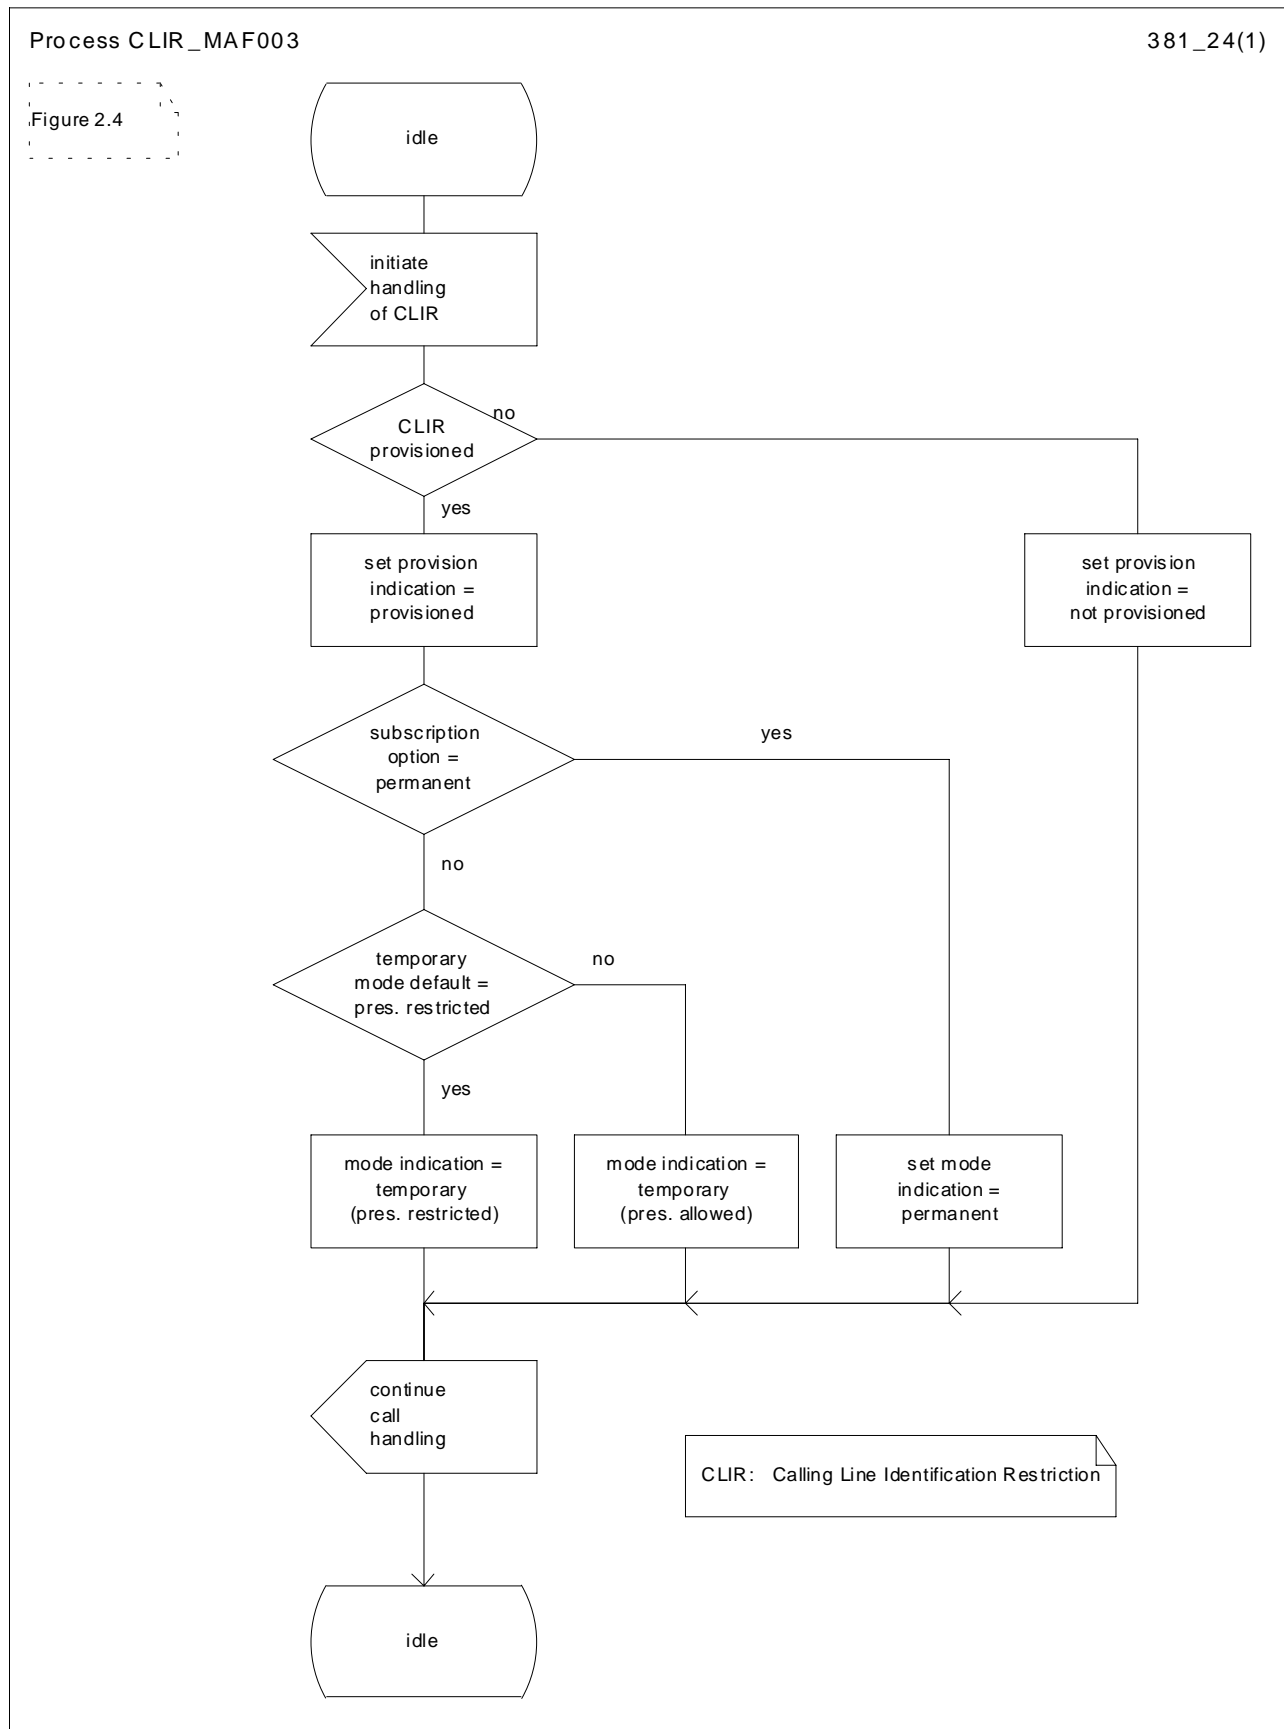 Process CLIR_MAF003
381_24(1)
Figure 2.4
idle
initiate
handling
of CLIR
CLIR
provisioned
no
yes
set provision
indication =
provisioned
set provision
indication =
not provisioned
subscription
option =
permanent
yes
no
temporary
mode default =
pres. restricted
no
yes
mode indication =
temporary
(pres. restricted)
mode indication =
temporary
(pres. allowed)
set mode
indication =
permanent
continue
call
handling
CLIR: Calling Line Identification Restriction
idle